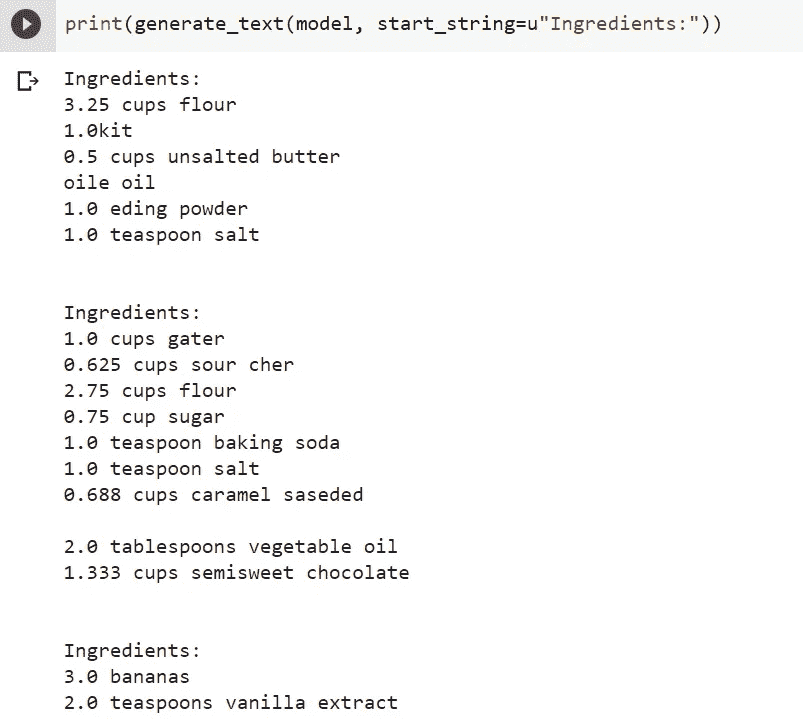 print(generate_text(model, start_string=u"Ingredients:"))
Ingredients:
3.25 cups flour
1.0kit
0.5 cups unsalted butter
oile oil
1.0 eding powder
1.0 teaspoon salt
Ingredients:
1.0 cups gater
0.625 cups sour cher
2.75 cups flour
0.75 cup sugar
1.0 teaspoon baking soda
1.0 teaspoon salt
0.688 cups caramel saseded
2.0 tablespoons vegetable oil
1.333 cups semisweet chocolate
Ingredients:
3.0 bananas
2.0 teaspoons vanilla extract